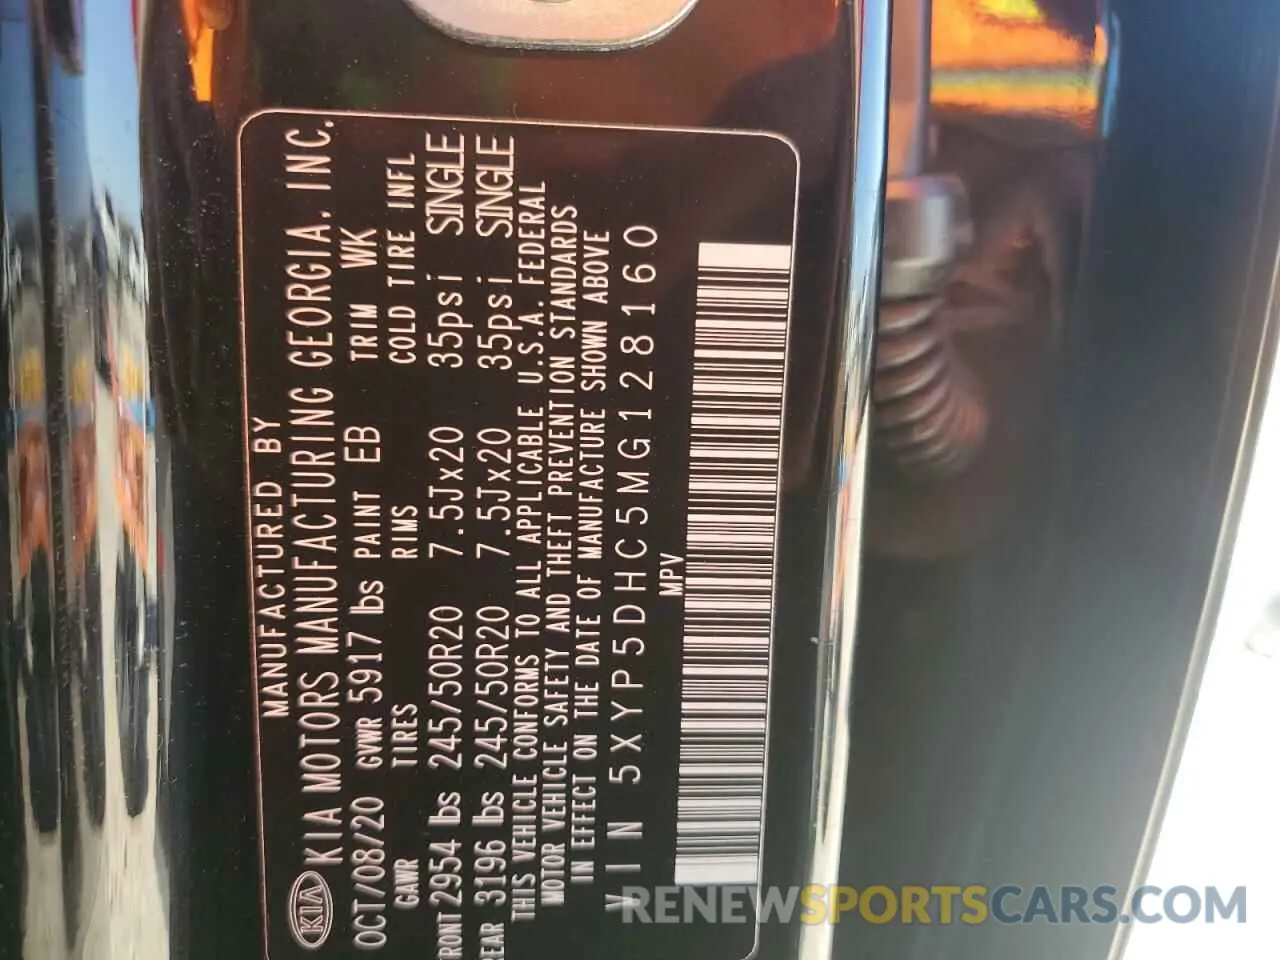 MANUFACTURED BY
KIA KIA MOTORS MANUFACTURING GEORGIA, INC.
OCT/08/20 GVWR 5917 lbs PAINT EB TRIM WK
GAWR TIRES RIMS COLD TIRE INFL
FRONT 2954 lbs 245/50R20 7.5Jx20 35psi SINGLE
REAR 3196 lbs 245/50R20 7.5Jx20 35psi SINGLE
THIS VEHICLE CONFORMS TO ALL APPLICABLE U.S.A. FEDERAL
MOTOR VEHICLE SAFETY AND THEFT PREVENTION STANDARDS
IN EFFECT ON THE DATE OF MANUFACTURE SHOWN ABOVE
VIN 5XYP5DHC5MG128160
MPV
RENEWSPORTSCARS.COM